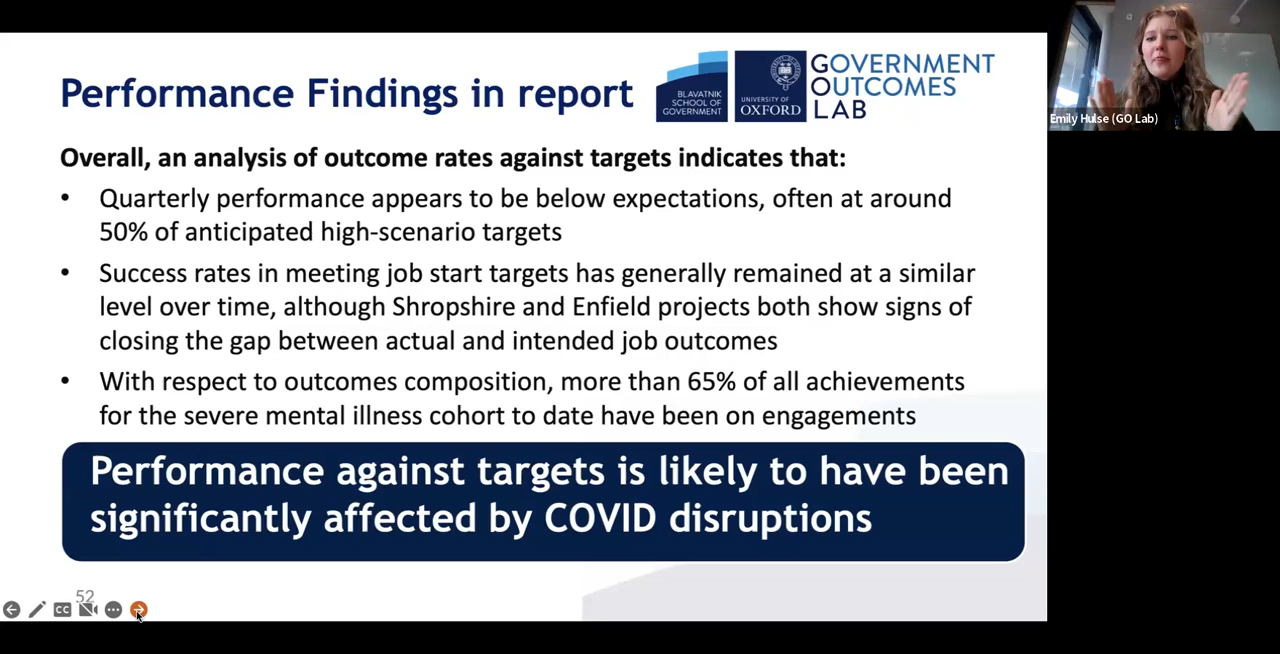 Performance Findings in report
BLAVATNIK
SCHOOL OF
GOVERNMENT
UNIVERSITY OF
OXFORD
GOVERNMENT
OUTCOMES
LAB
Emily Hulse (GO Lab)
Overall, an analysis of outcome rates against targets indicates that:
• Quarterly performance appears to be below expectations, often at around
50% of anticipated high-scenario targets
• Success rates in meeting job start targets has generally remained at a similar
level over time, although Shropshire and Enfield projects both show signs of
closing the gap between actual and intended job outcomes
• With respect to outcomes composition, more than 65% of all achievements
for the severe mental illness cohort to date have been on engagements
Performance against targets is likely to have been
significantly affected by COVID disruptions
52
CC